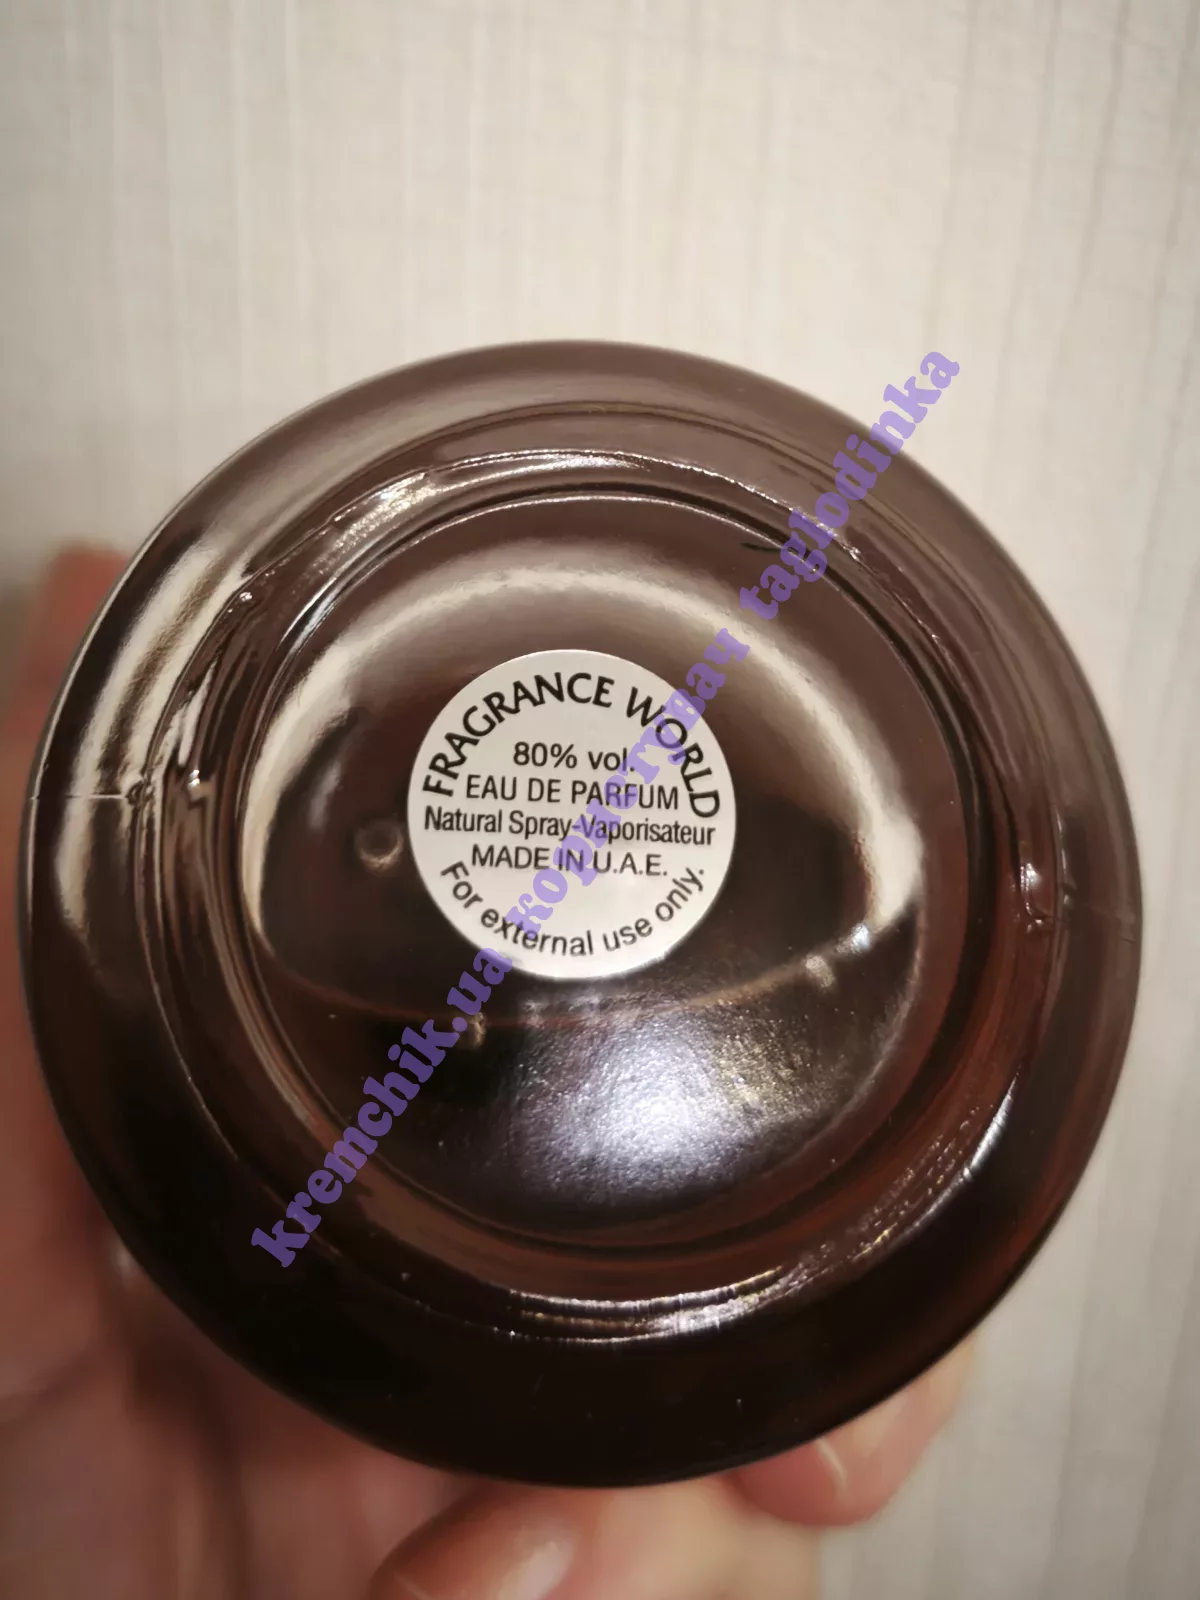 FRAGRANCE WORLD
80% vol.
EAU DE PARFUM
Natural Spray-Vaporisateur
MADE IN U.A.E.
For external use only.
kremchik.ua користувач taglodinka